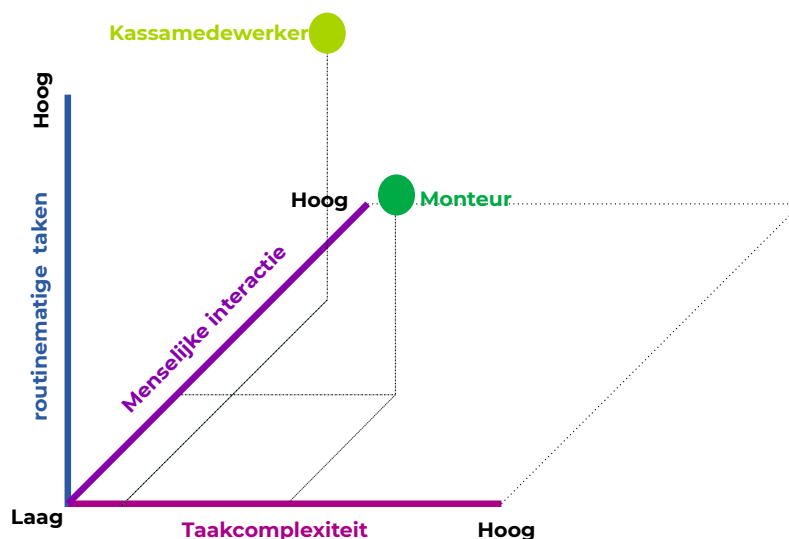 Kassamedewerker
Hoog
Hoog
Monteur
routinematige taken
Menselijke interactie
Laag
Taakcomplexiteit
Hoog